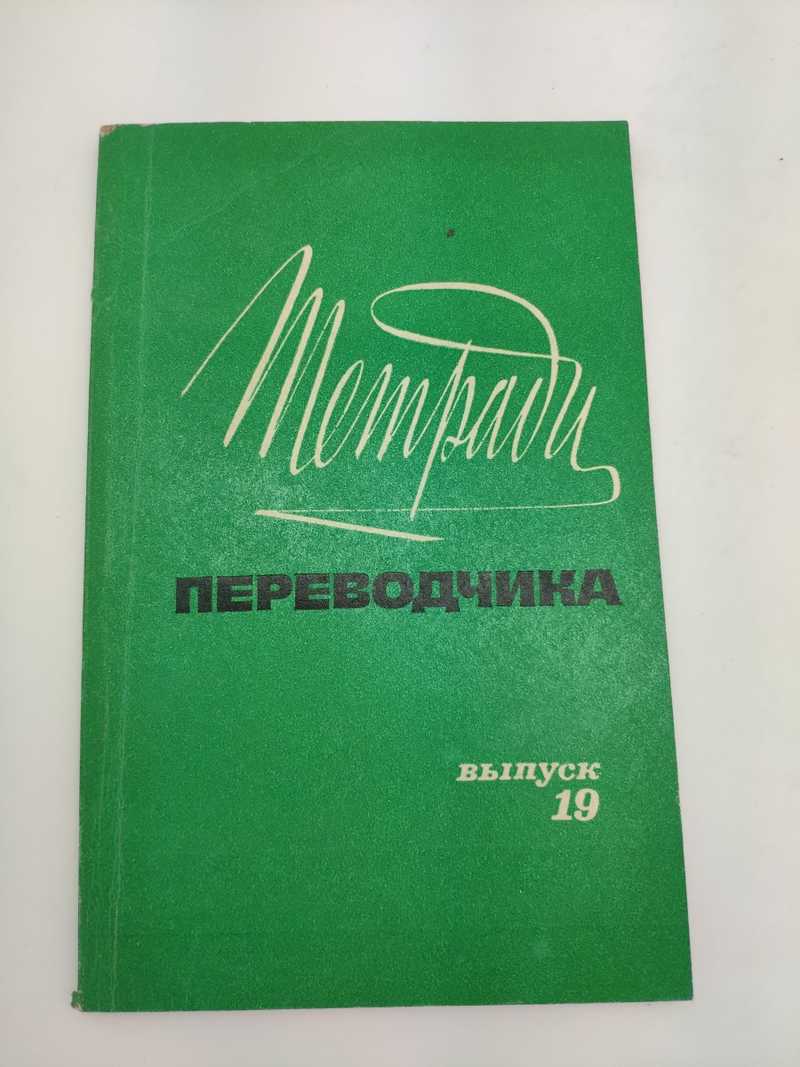 Тетради
ПЕРЕВОДЧИКА
выпуск
19